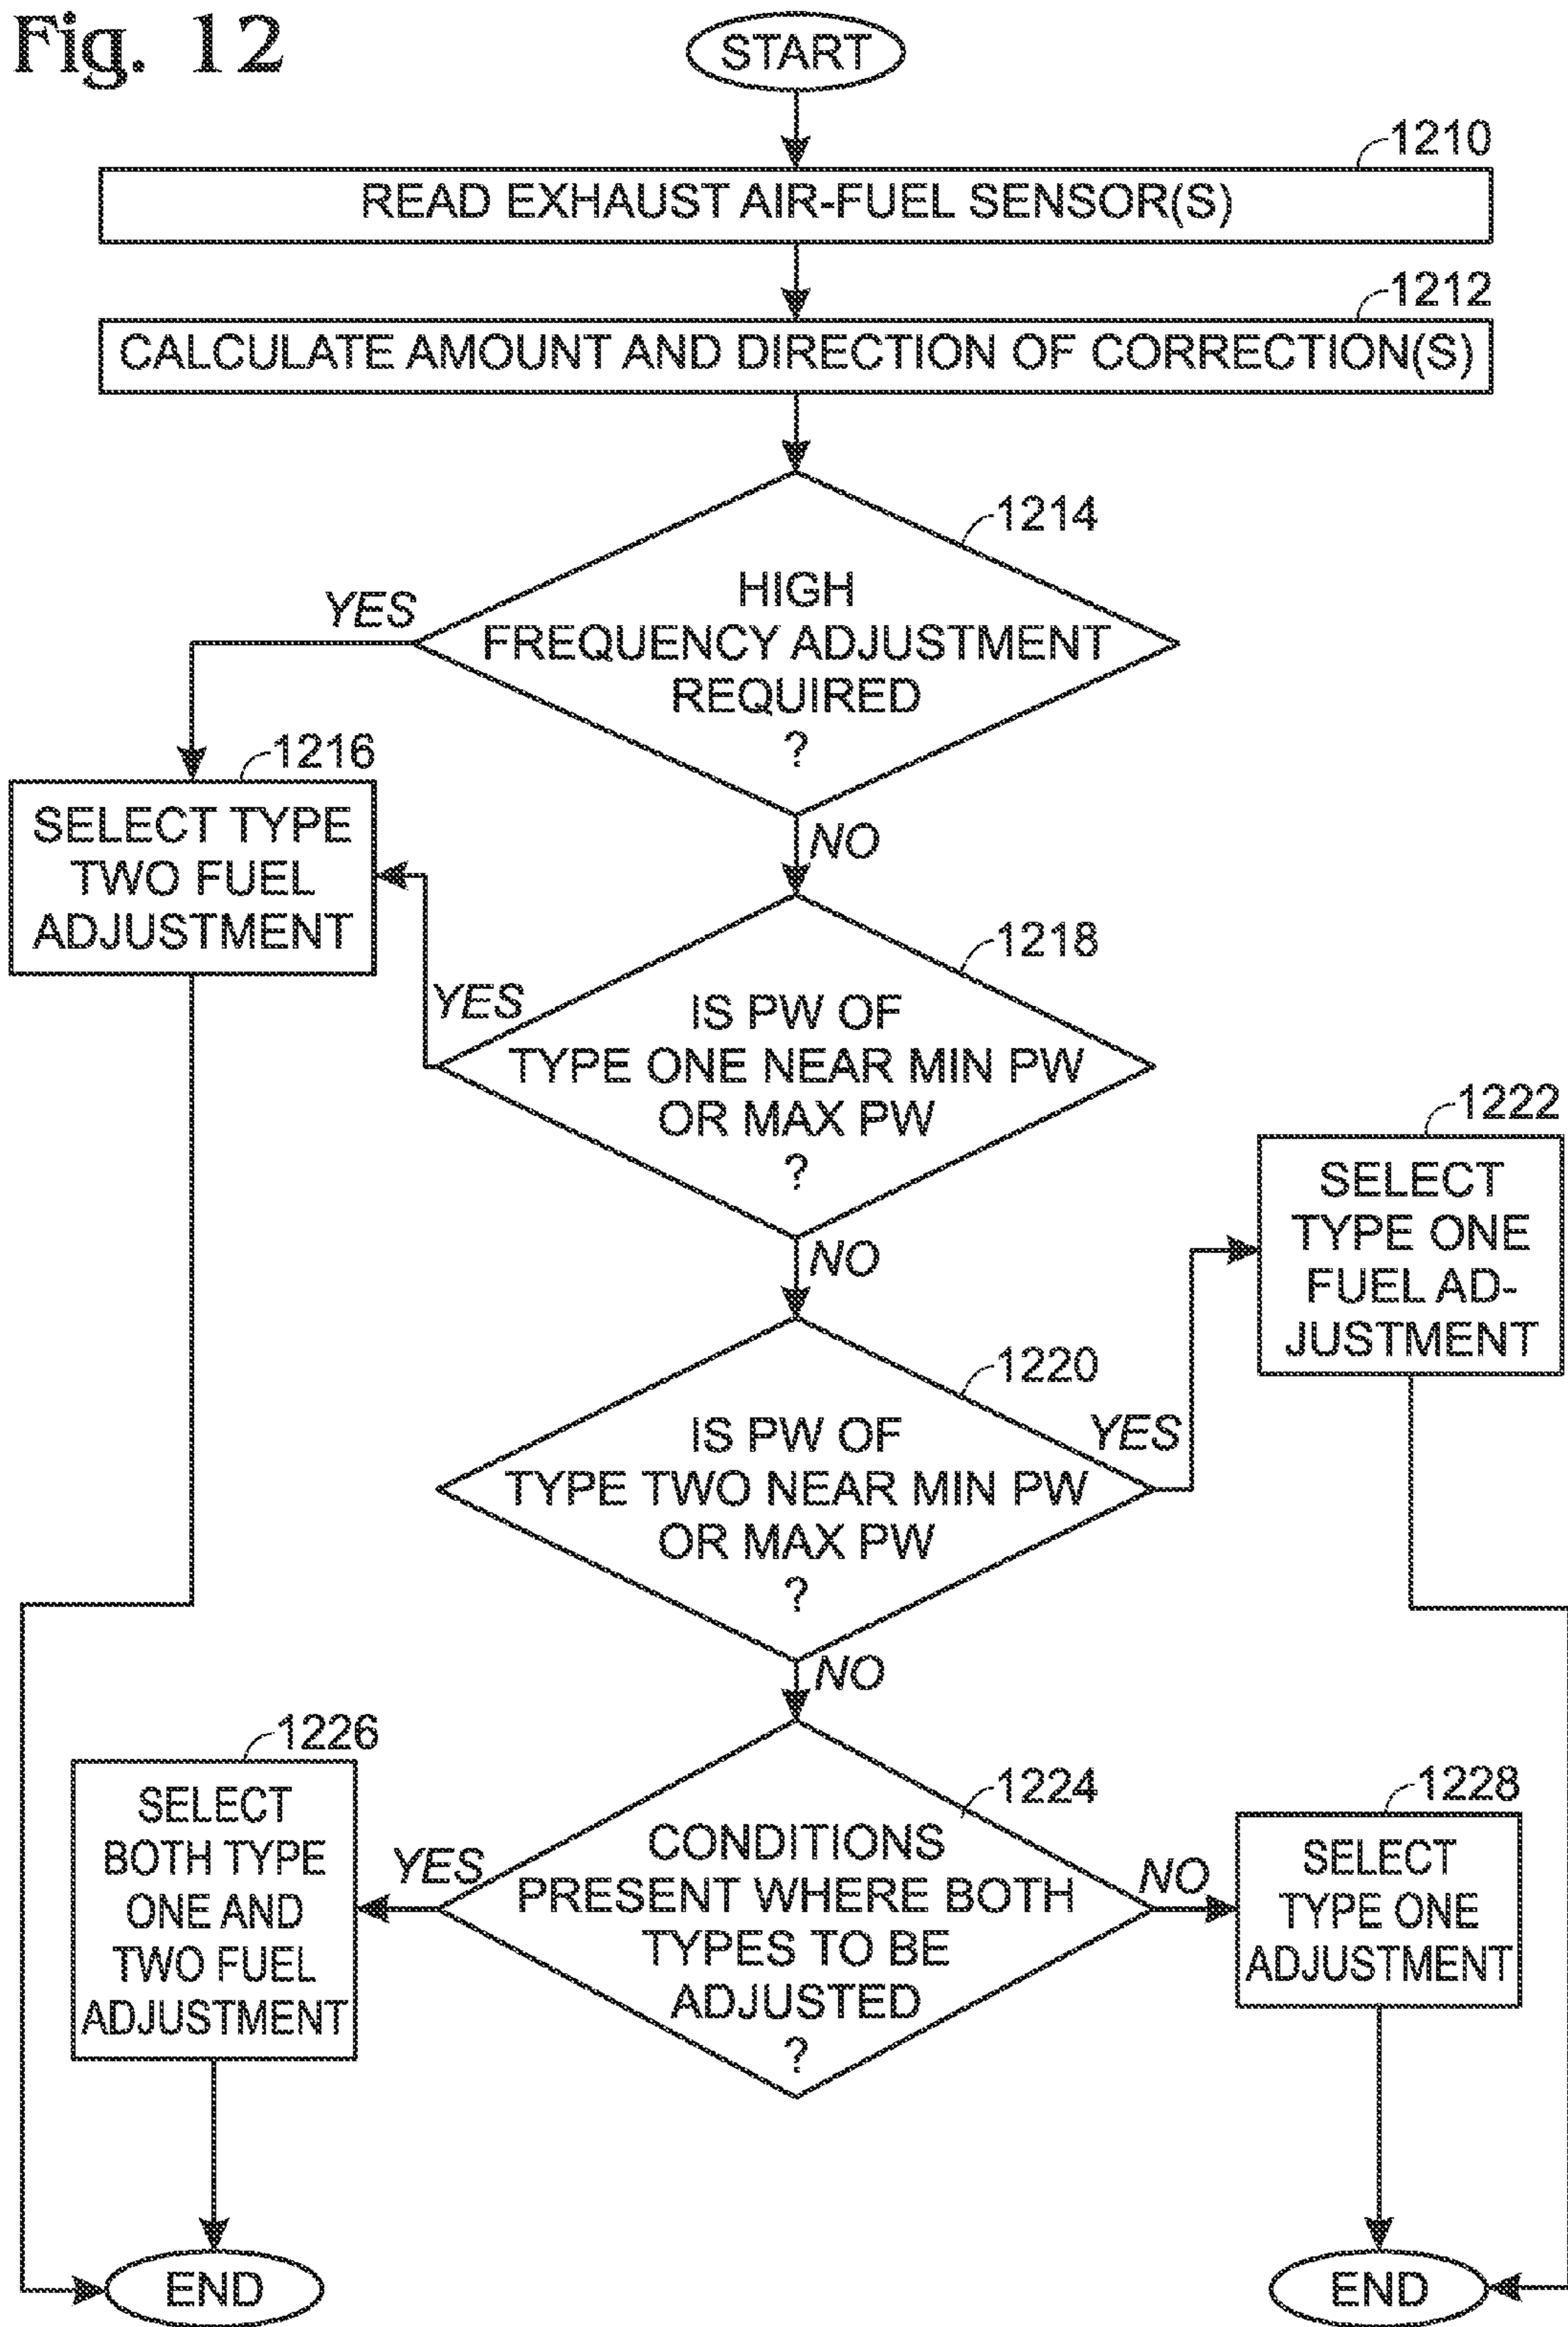 Fig. 12
START
1210
READ EXHAUST AIR-FUEL SENSOR(S)
1212
CALCULATE AMOUNT AND DIRECTION OF CORRECTION(S)
1214
HIGH
FREQUENCY ADJUSTMENT
REQUIRED
?
YES
NO
1216
SELECT TYPE
TWO FUEL
ADJUSTMENT
1218
IS PW OF
TYPE ONE NEAR MIN PW
OR MAX PW
?
YES
NO
1222
SELECT
TYPE ONE
FUEL AD-
JUSTMENT
1220
IS PW OF
TYPE TWO NEAR MIN PW
OR MAX PW
?
YES
NO
1226
SELECT
BOTH TYPE
ONE AND
TWO FUEL
ADJUSTMENT
1224
CONDITIONS
PRESENT WHERE BOTH
TYPES TO BE
ADJUSTED
?
YES
NO
1228
SELECT
TYPE ONE
ADJUSTMENT
END
END